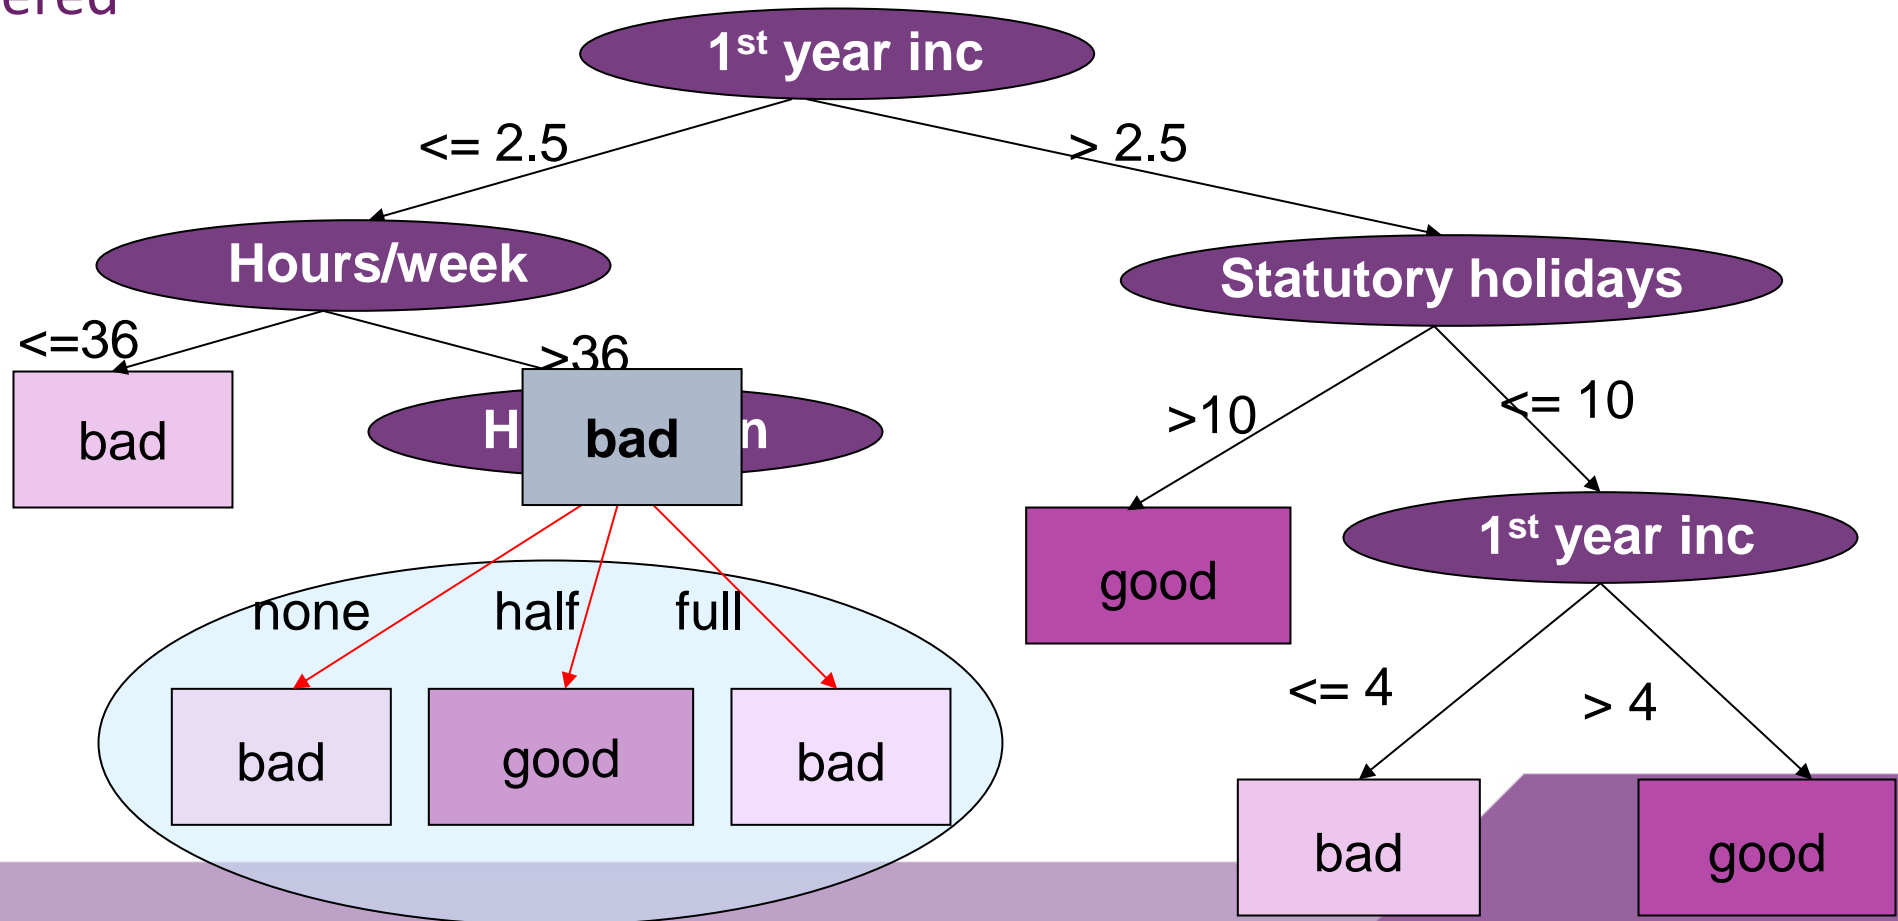 1st year inc
<= 2.5
> 2.5
Hours/week
Statutory holidays
<=36
>36
>10
<= 10
bad
H
bad
n
1st year inc
good
none
half
full
<= 4
> 4
bad
good
bad
bad
good